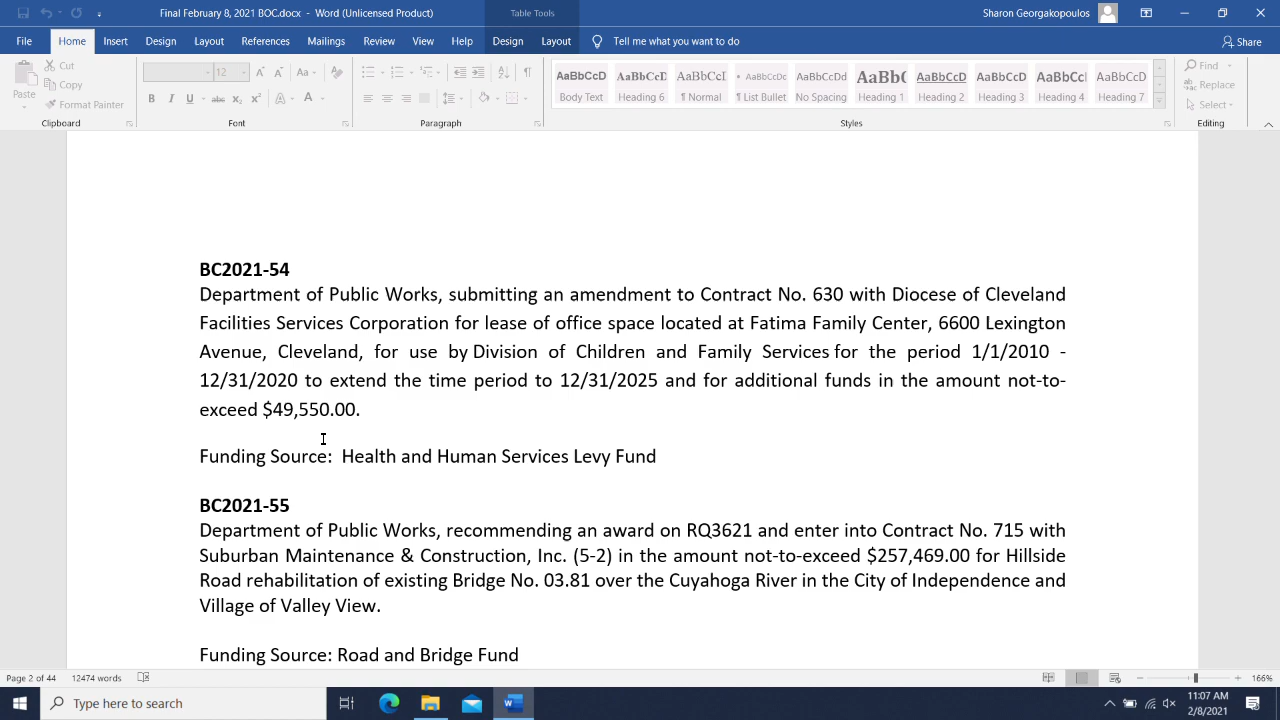 Final February 8, 2021 BOC.docx - Word (Unlicensed Product)
Table Tools
Sharon Georgakopoulos
File Home Insert Design Layout References Mailings Review View Help Design Layout Tell me what you want to do Share
Paste
Cut
Copy
Format Painter
12
Aa
B I U abc x₂ x² A A
AaBbCcD Body Text
AaBbCcD Heading 6
AaBbCcI ¶ Normal
• AaBbCcD ¶ List Bullet
AaBbCcDd No Spacing
AaBb( Heading 1
AaBbCcD Heading 2
AaBbCcD Heading 3
AaBbCc Heading 4
AaBbCcD Heading 7
Find
Replace
Select
Clipboard Font Paragraph Styles Editing
BC2021-54
Department of Public Works, submitting an amendment to Contract No. 630 with Diocese of Cleveland
Facilities Services Corporation for lease of office space located at Fatima Family Center, 6600 Lexington
Avenue, Cleveland, for use by Division of Children and Family Services for the period 1/1/2010 -
12/31/2020 to extend the time period to 12/31/2025 and for additional funds in the amount not-to-
exceed $49,550.00.
Funding Source: Health and Human Services Levy Fund
BC2021-55
Department of Public Works, recommending an award on RQ3621 and enter into Contract No. 715 with
Suburban Maintenance & Construction, Inc. (5-2) in the amount not-to-exceed $257,469.00 for Hillside
Road rehabilitation of existing Bridge No. 03.81 over the Cuyahoga River in the City of Independence and
Village of Valley View.
Funding Source: Road and Bridge Fund
Page 2 of 44 12474 words 166%
Type here to search
11:07 AM
2/8/2021